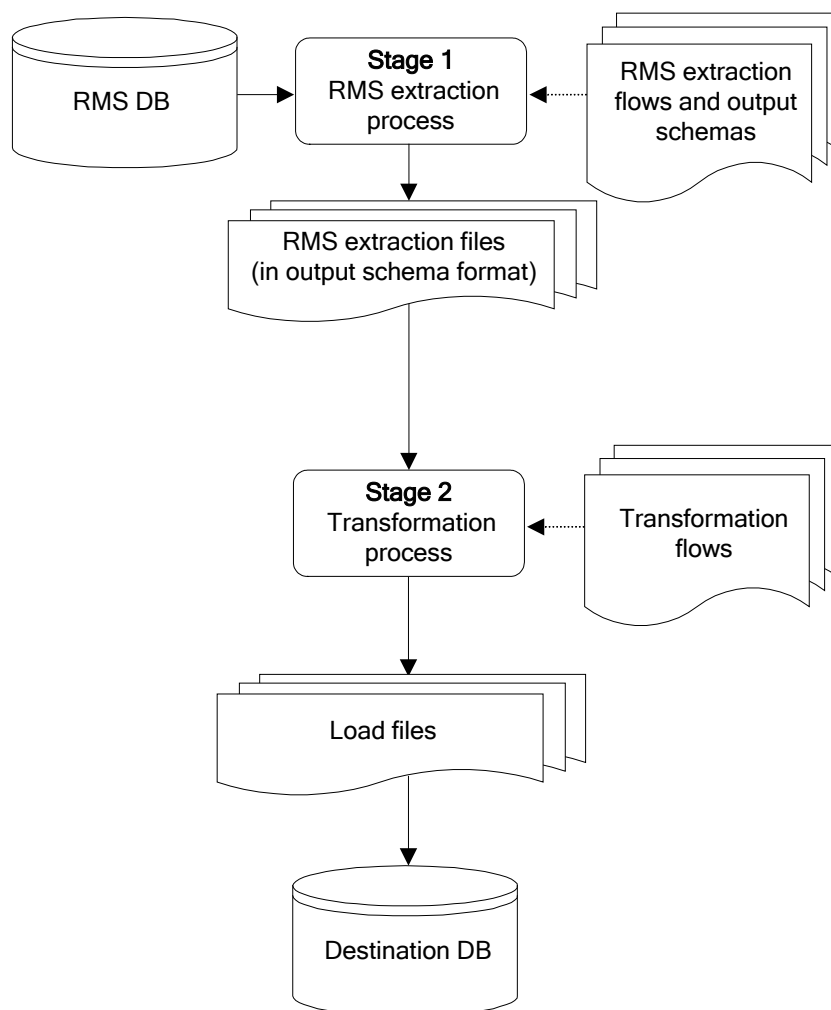 RMS DB
Stage 1
RMS extraction
process
RMS extraction
flows and output
schemas
RMS extraction files
(in output schema format)
Stage 2
Transformation
process
Transformation
flows
Load files
Destination DB